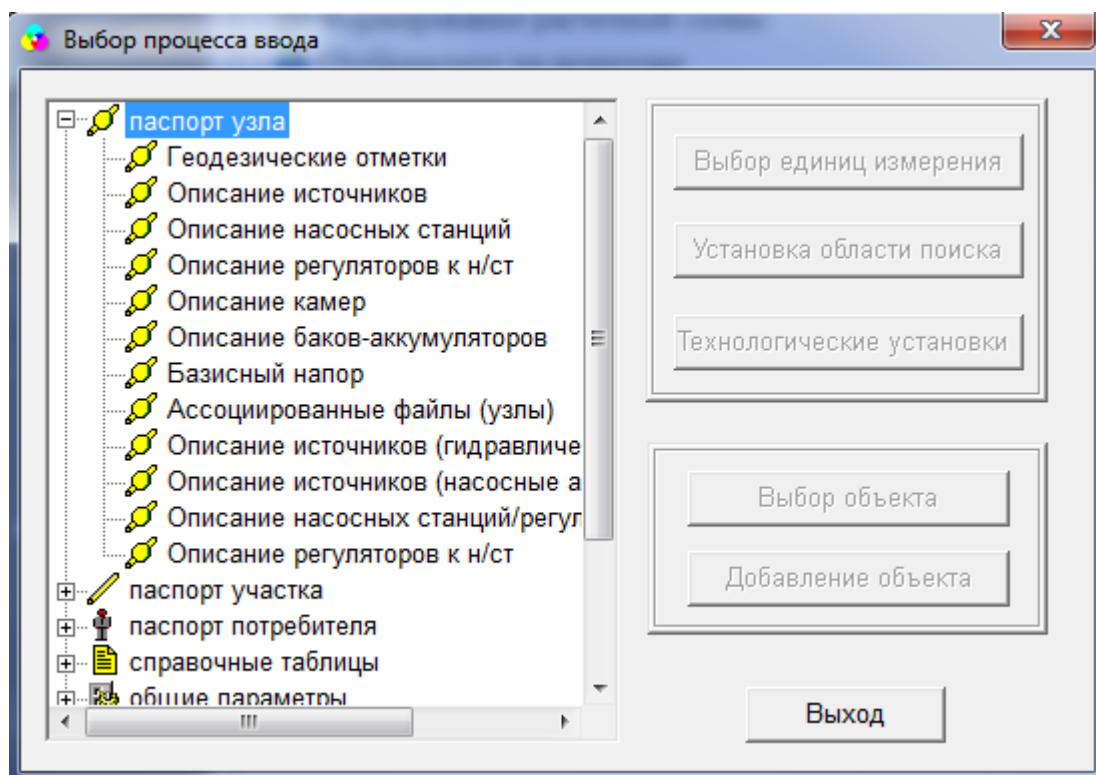 Выбор процесса ввода
паспорт узла
Геодезические отметки
Описание источников
Описание насосных станций
Описание регуляторов к н/ст
Описание камер
Описание баков-аккумуляторов
Базисный напор
Ассоциированные файлы (узлы)
Описание источников (гидравличе
Описание источников (насосные а
Описание насосных станций/регул
Описание регуляторов к н/ст
паспорт участка
паспорт потребителя
справочные таблицы
общие параметры
Выбор единиц измерения
Установка области поиска
Технологические установки
Выбор объекта
Добавление объекта
Выход